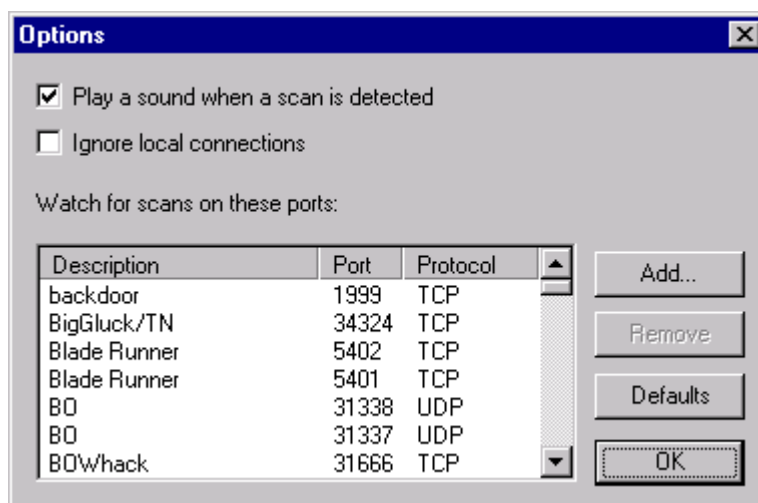 Options
Play a sound when a scan is detected
Ignore local connections
Watch for scans on these ports:
Description Port Protocol
backdoor 1999 TCP
BigGluck/TN 34324 TCP
Blade Runner 5402 TCP
Blade Runner 5401 TCP
BO 31338 UDP
BO 31337 UDP
BOWhack 31666 TCP
Add...
Remove
Defaults
OK